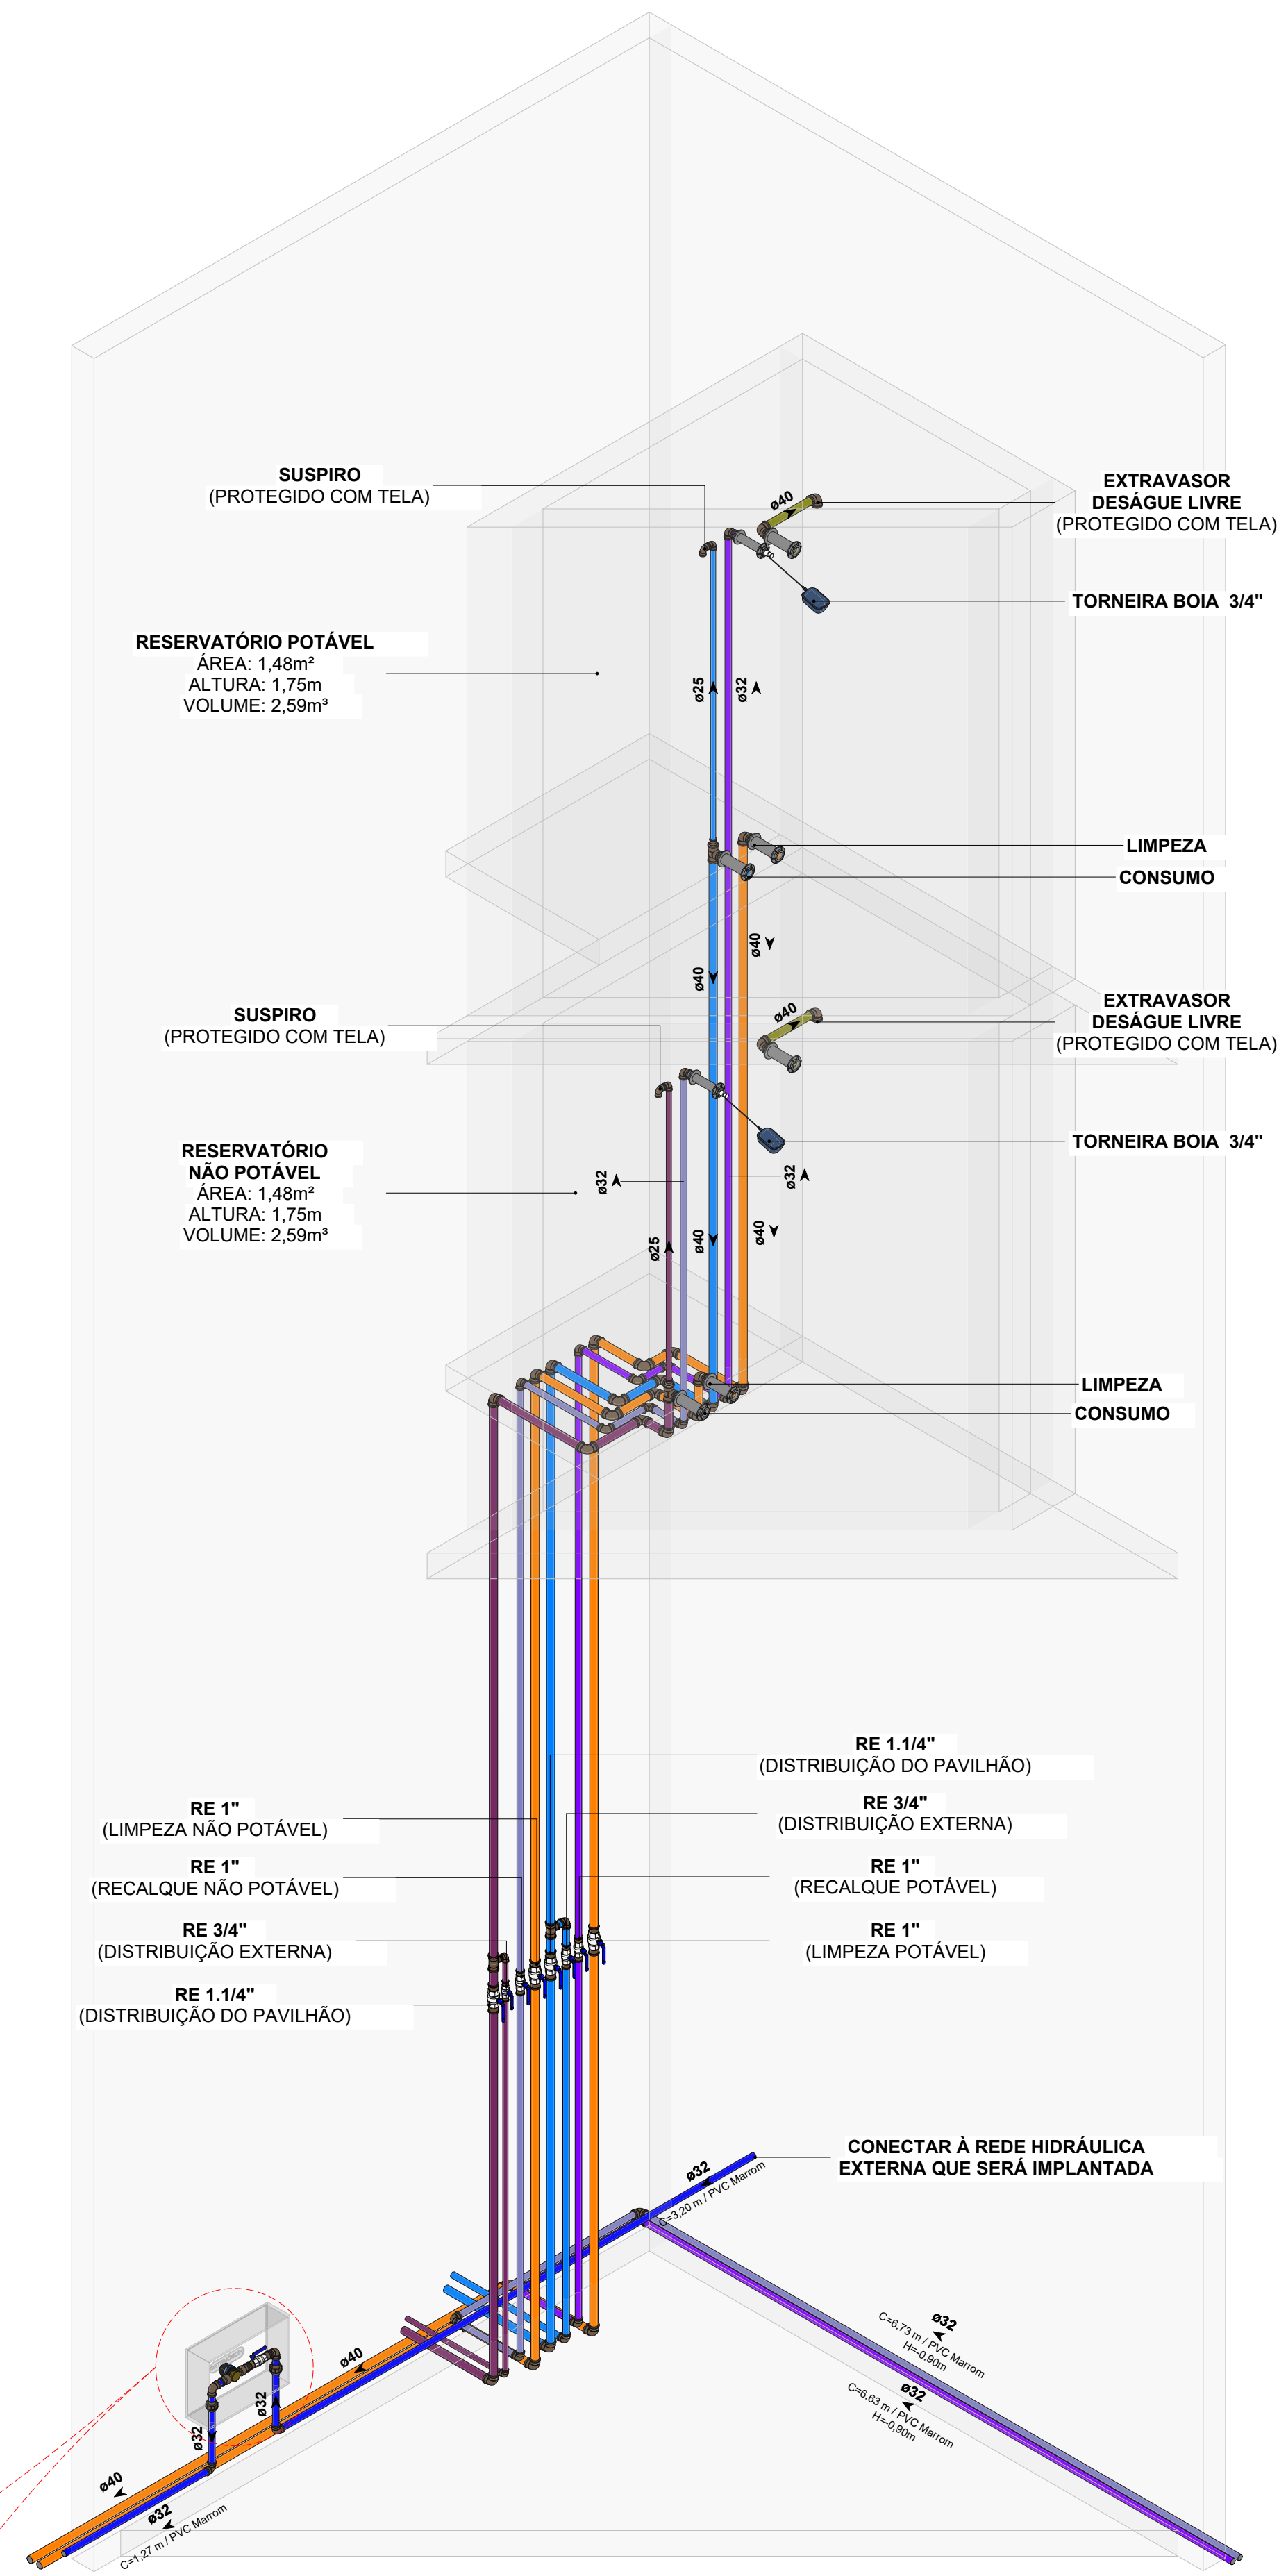 SUSPIRO
(PROTEGIDO COM TELA)
EXTRAVASOR
DESÁGUE LIVRE
(PROTEGIDO COM TELA)
ø40
TORNEIRA BOIA 3/4"
RESERVATÓRIO POTÁVEL
ÁREA: 1,48m²
ALTURA: 1,75m
VOLUME: 2,59m³
ø25
ø32
LIMPEZA
CONSUMO
ø40
ø40
SUSPIRO
(PROTEGIDO COM TELA)
EXTRAVASOR
DESÁGUE LIVRE
(PROTEGIDO COM TELA)
ø40
TORNEIRA BOIA 3/4"
RESERVATÓRIO
NÃO POTÁVEL
ÁREA: 1,48m²
ALTURA: 1,75m
VOLUME: 2,59m³
ø32
ø32
ø25
ø40
ø40
LIMPEZA
CONSUMO
RE 1.1/4"
(DISTRIBUIÇÃO DO PAVILHÃO)
RE 1"
(LIMPEZA NÃO POTÁVEL)
RE 3/4"
(DISTRIBUIÇÃO EXTERNA)
RE 1"
(RECALQUE NÃO POTÁVEL)
RE 1"
(RECALQUE POTÁVEL)
RE 3/4"
(DISTRIBUIÇÃO EXTERNA)
RE 1"
(LIMPEZA POTÁVEL)
RE 1.1/4"
(DISTRIBUIÇÃO DO PAVILHÃO)
CONECTAR À REDE HIDRÁULICA
EXTERNA QUE SERÁ IMPLANTADA
ø32
C=3,20 m / PVC Marrom
ø32
C=6,73 m / PVC Marrom
H=-0,90m
ø32
C=6,63 m / PVC Marrom
H=-0,90m
ø40
ø32
ø32
ø40
ø32
C=1,27 m / PVC Marrom